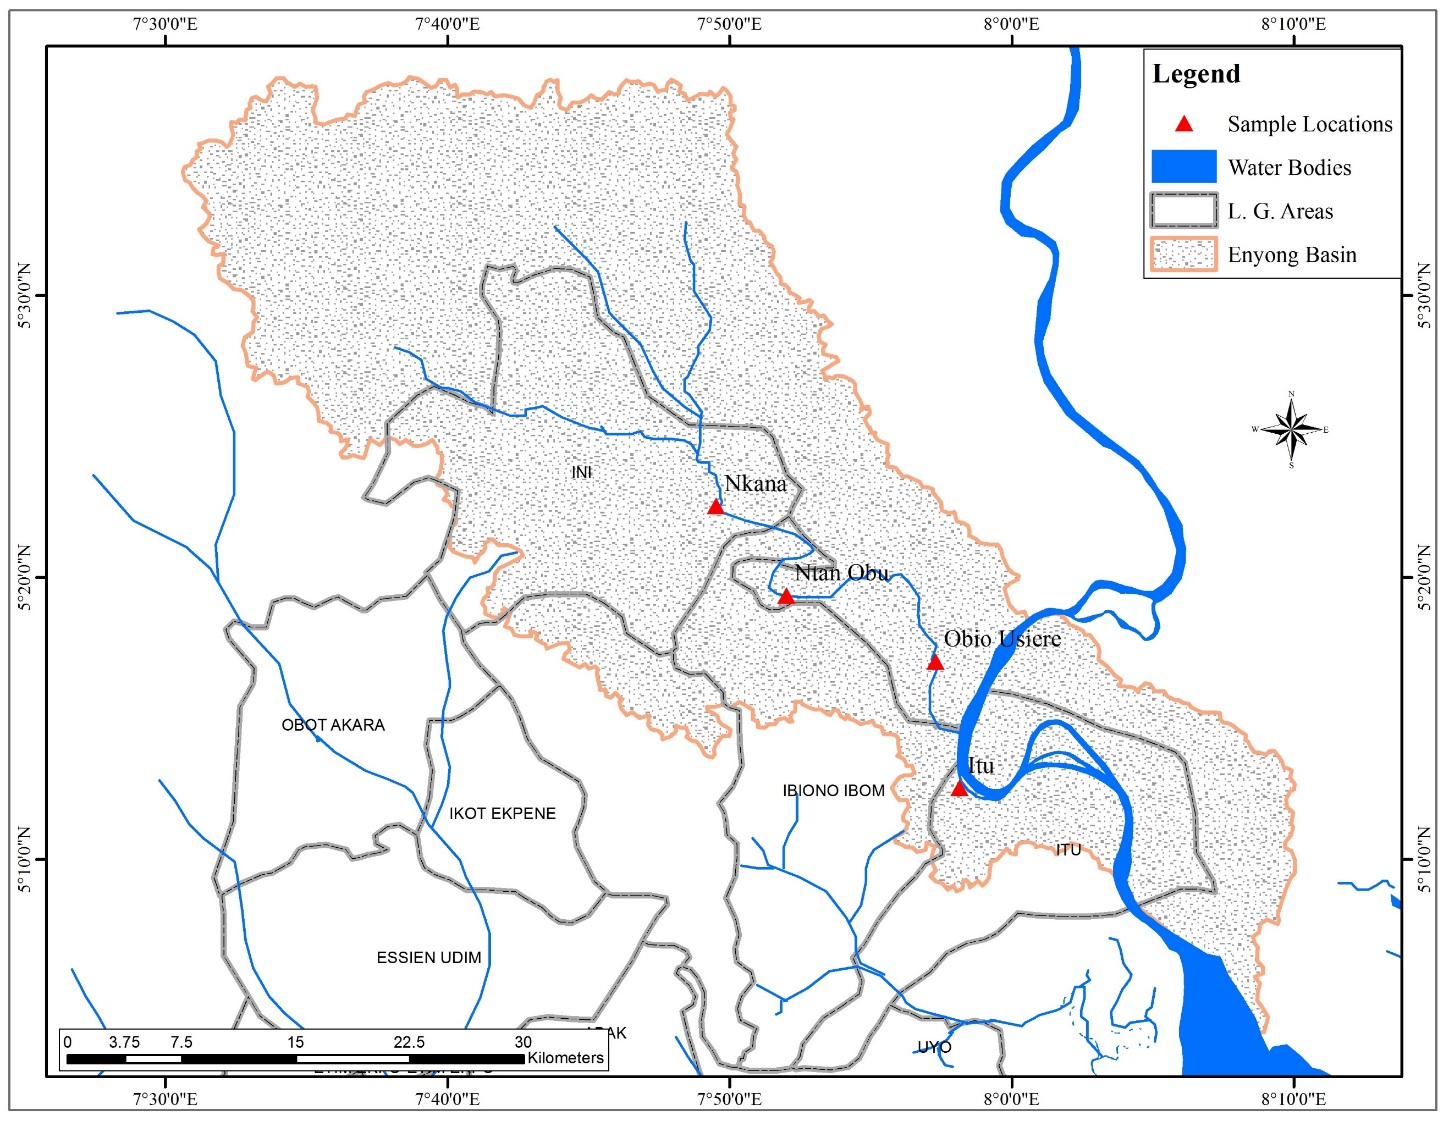 7°30'0"E 7°40'0"E 7°50'0"E 8°0'0"E 8°10'0"E
Legend
Sample Locations
Water Bodies
L. G. Areas
Enyong Basin
5°30'0"N
5°30'0"N
N
W E
S
INI
Nkana
5°20'0"N
5°20'0"N
Ntan Obu
Obio Usiere
OBOT AKARA
Itu
IBIONO IBOM
IKOT EKPENE
ITU
5°10'0"N
5°10'0"N
ESSIEN UDIM
UYO
0 3.75 7.5 15 22.5 30
Kilometers
7°30'0"E 7°40'0"E 7°50'0"E 8°0'0"E 8°10'0"E